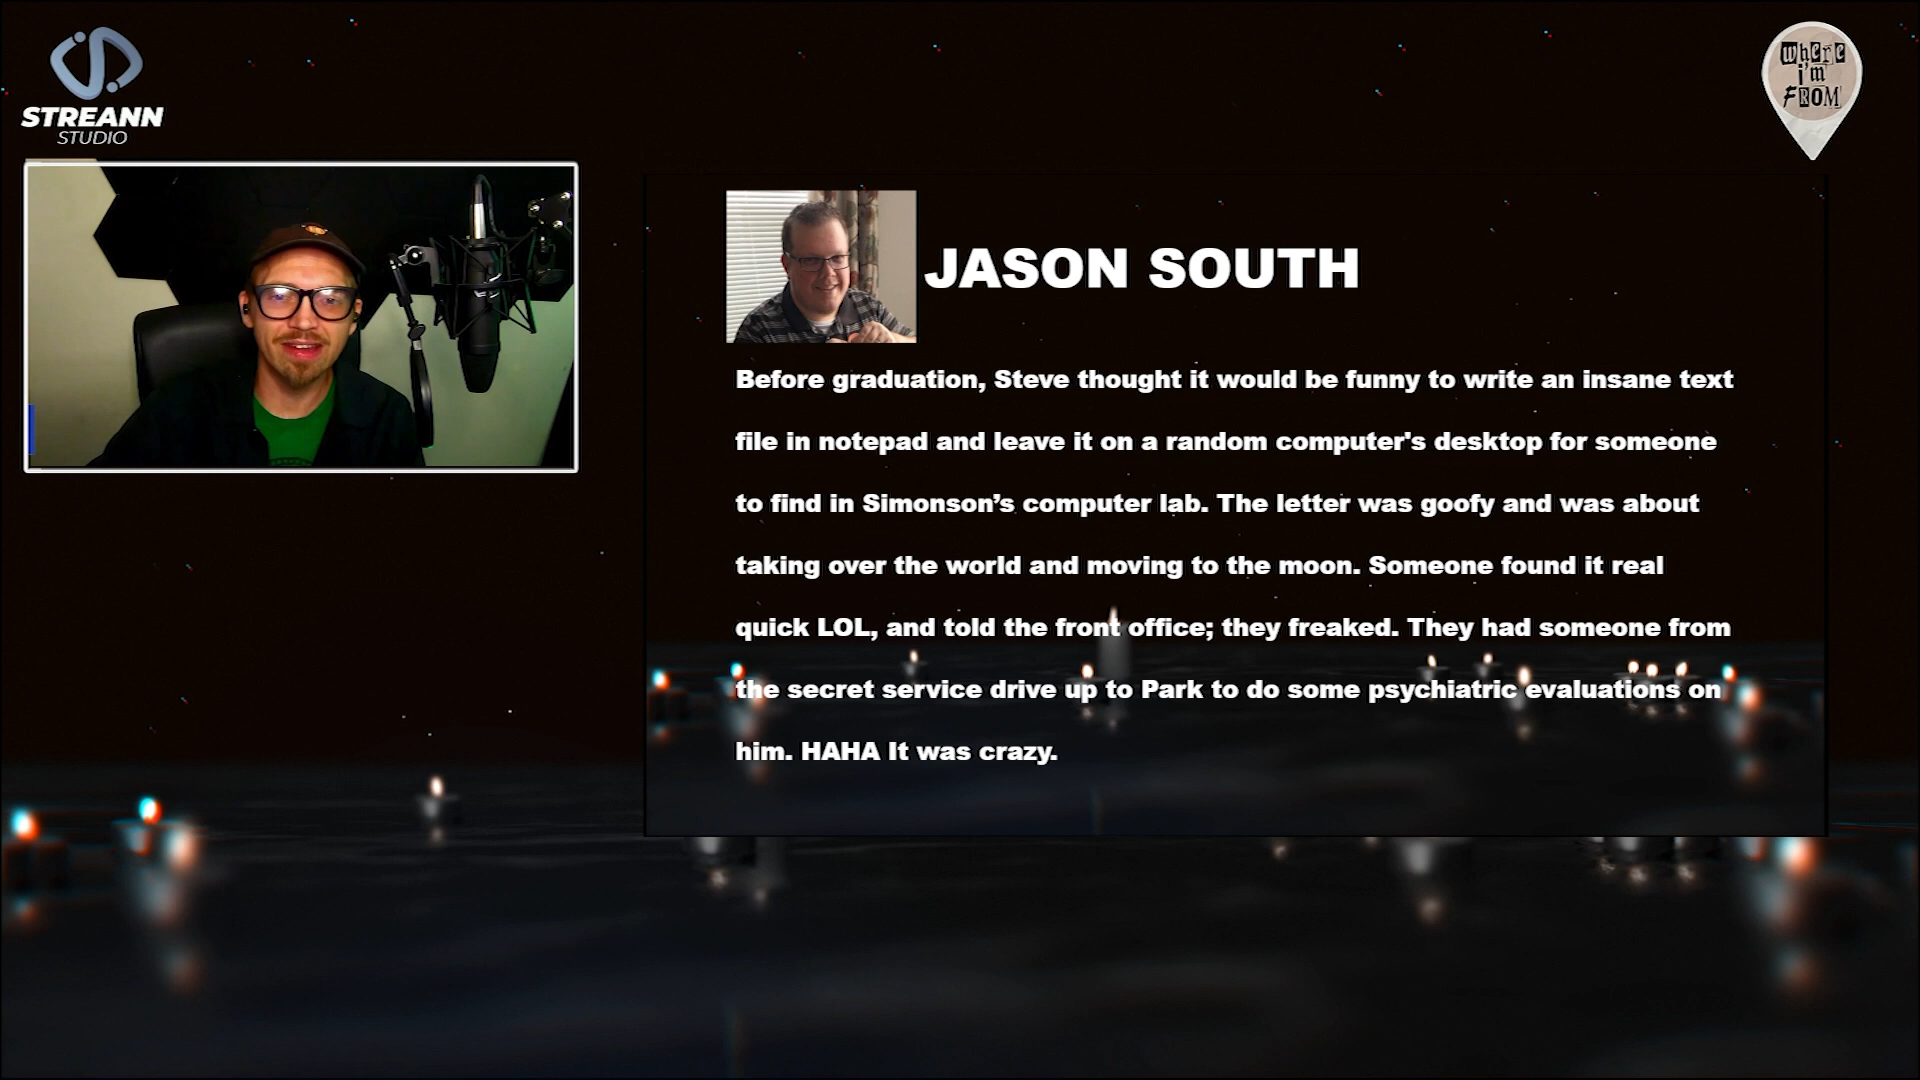 STREANN
STUDIO
where
i'm
FROM
JASON SOUTH
Before graduation, Steve thought it would be funny to write an insane text
file in notepad and leave it on a random computer's desktop for someone
to find in Simonson’s computer lab. The letter was goofy and was about
taking over the world and moving to the moon. Someone found it real
quick LOL, and told the front office; they freaked. They had someone from
the secret service drive up to Park to do some psychiatric evaluations on
him. HAHA It was crazy.